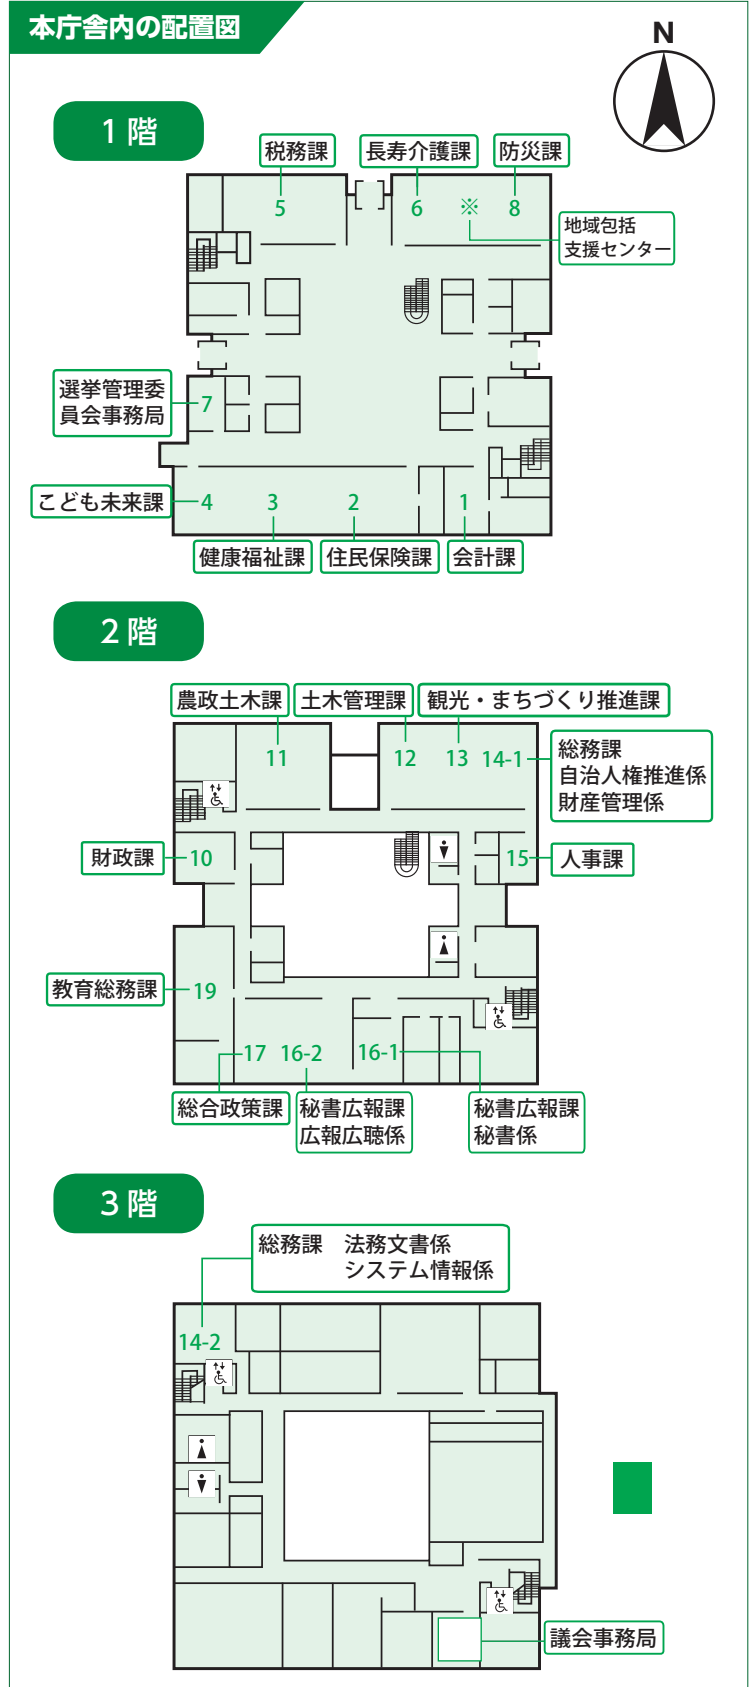 本庁舎内の配置図
N
1階
税務課
長寿介護課
防災課
5
6
※
8
地域包括
支援センター
選挙管理委
員会事務局
7
こども未来課
4
3
2
1
健康福祉課
住民保険課
会計課
2階
農政土木課
土木管理課
観光・まちづくり推進課
11
12
13
14-1
総務課
自治人権推進係
財産管理係
財政課
10
15
人事課
教育総務課
19
17
16-2
16-1
総合政策課
秘書広報課
広報広聴係
秘書広報課
秘書係
3階
総務課 法務文書係
システム情報係
14-2
議会事務局